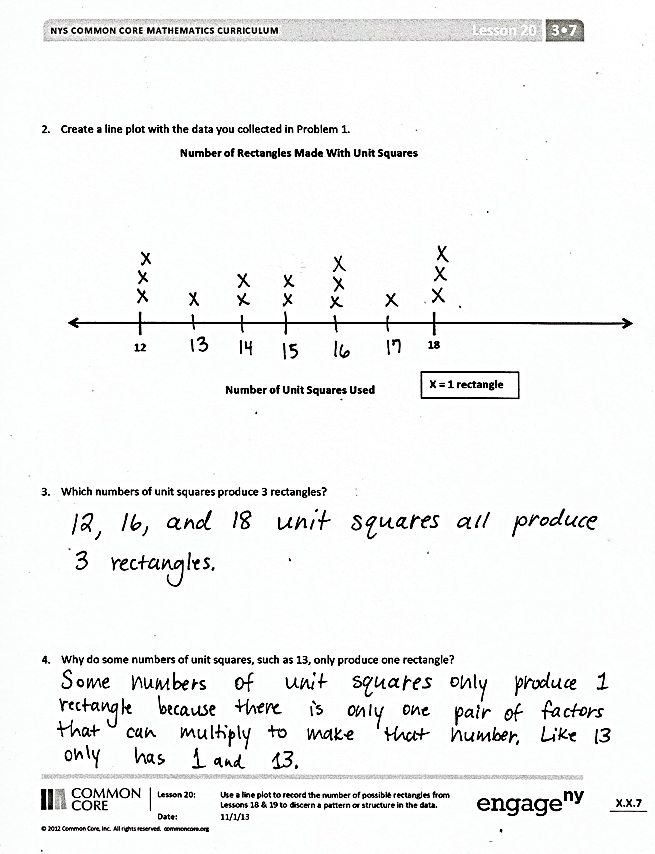 NYS COMMON CORE MATHEMATICS CURRICULUM Lesson 20 3•7
2. Create a line plot with the data you collected in Problem 1.
Number of Rectangles Made With Unit Squares
X X X X
X X X X X
X X X X X X X
12 13 14 15 16 17 18
Number of Unit Squares Used
X = 1 rectangle
3. Which numbers of unit squares produce 3 rectangles?
12, 16, and 18 unit squares all produce
3 rectangles.
4. Why do some numbers of unit squares, such as 13, only produce one rectangle?
Some numbers of unit squares only produce 1
rectangle because there is only one pair of factors
that can multiply to make that number. Like 13
only has 1 and 13.
COMMON CORE
Lesson 20: Use a line plot to record the number of possible rectangles from
Lessons 18 & 19 to discern a pattern or structure in the data.
Date: 11/1/13
engage ny
X.X.7
© 2012 Common Core, Inc. All rights reserved. commoncore.org